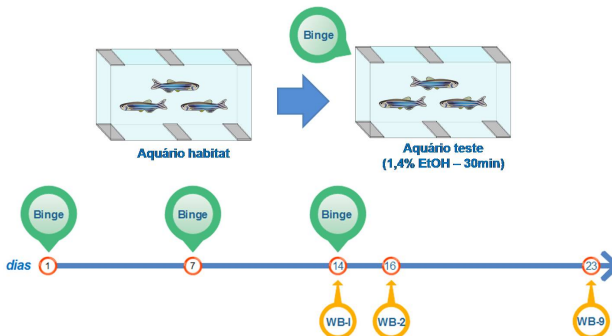 Binge
Aquário habitat
Aquário teste
(1,4% EtOH – 30min)
Binge
Binge
Binge
dias
1
7
14
16
23
WB-I
WB-2
WB-9